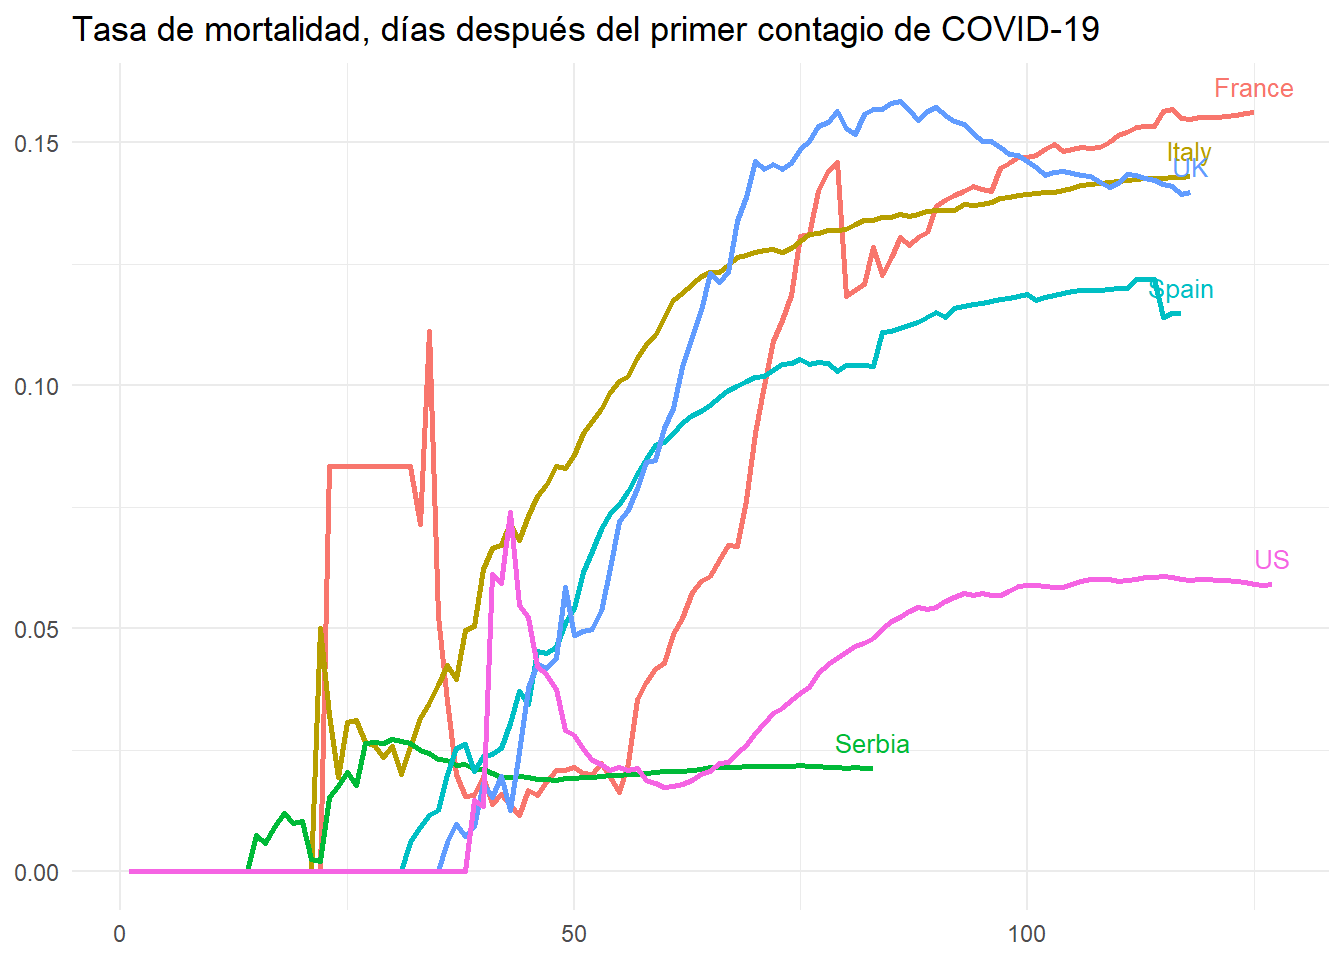 Tasa de mortalidad, días después del primer contagio de COVID-19
France
0.15
Italy
UK
Spain
0.10
US
0.05
Serbia
0.00
0
50
100